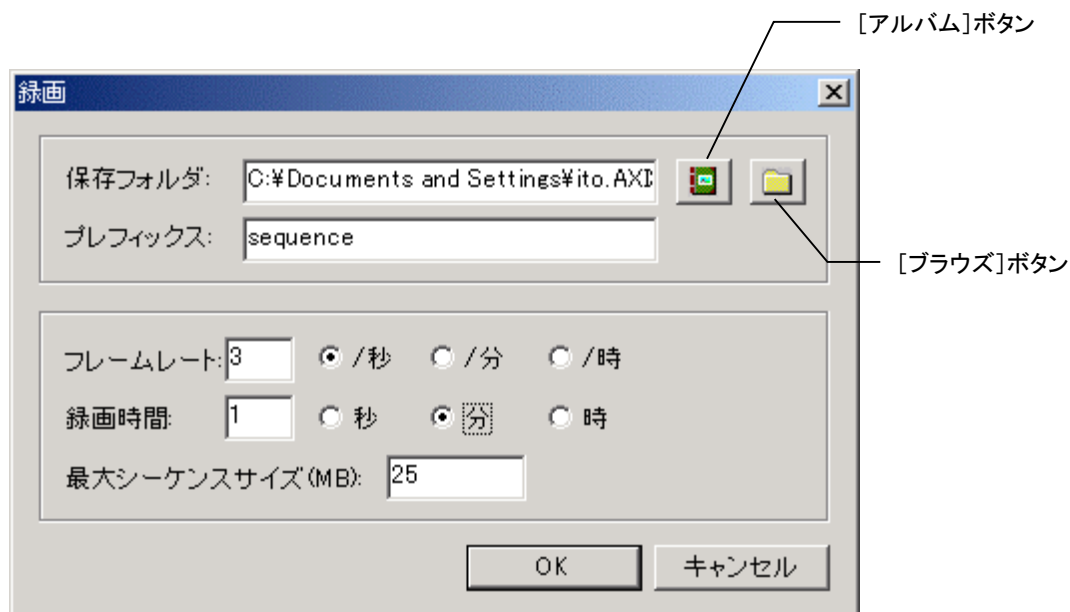 [アルバム]ボタン
録画
保存フォルダ: C:¥Documents and Settings¥ito.AXI
プレフィックス: sequence
[ブラウズ]ボタン
フレームレート: 3 /秒 /分 /時
録画時間: 1 秒 分 時
最大シーケンスサイズ(MB): 25
OK キャンセル